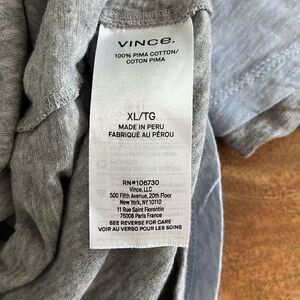 VINCE.
100% PIMA COTTON/
COTON PIMA
XL/TG
MADE IN PERU
FABRIQUÉ AU PÉROU
RN#106730
Vince, LLC
500 Fifth Avenue, 20th Floor
New York, NY 10110
11 Rue Saint Florentin
75008 Paris France
SEE REVERSE FOR CARE
VOIR AU VERSO POUR LES SOINS